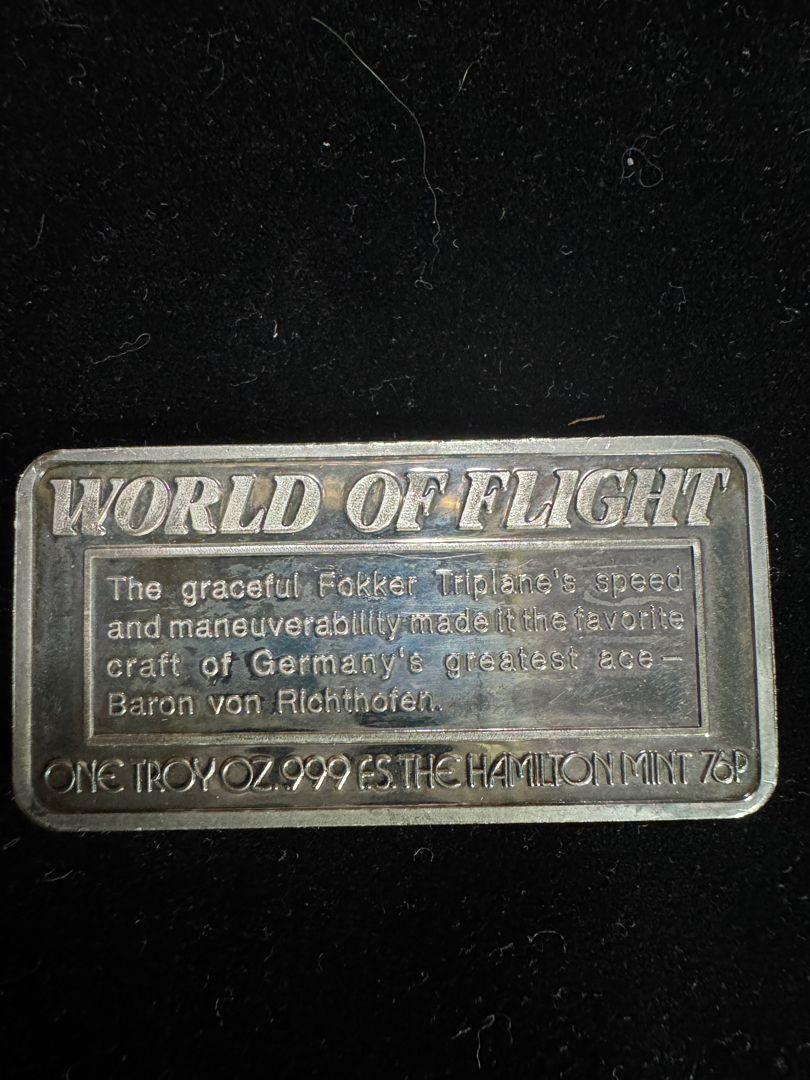 WORLD OF FLIGHT
The graceful Fokker Triplane's speed
and maneuverability made it the favorite
craft of Germany's greatest ace—
Baron von Richthofen.
ONE TROY OZ. .999 F.S. THE HAMILTON MINT 76P